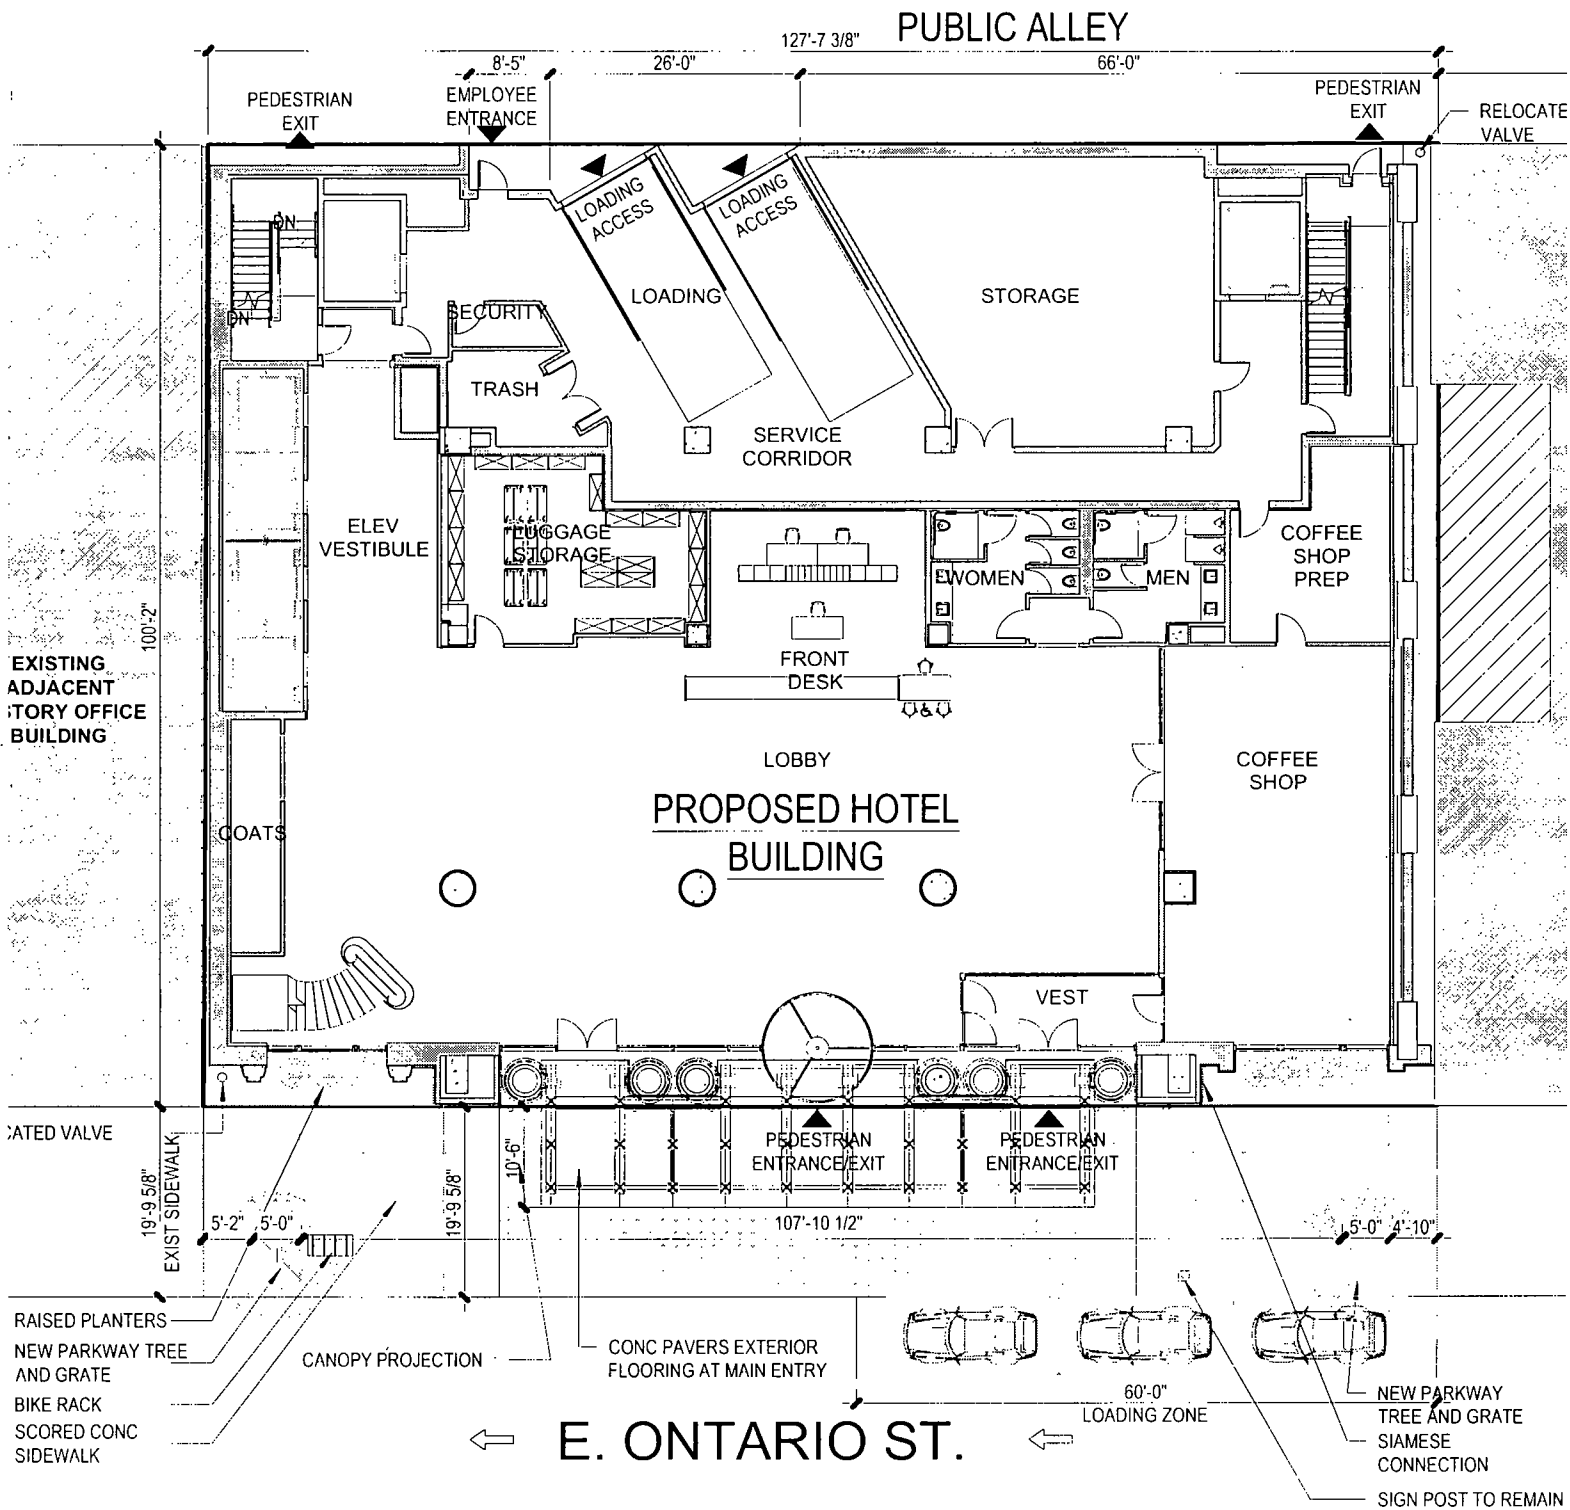 PUBLIC ALLEY
127'-7 3/8"
8'-5"
26'-0"
66'-0"
PEDESTRIAN
EXIT
EMPLOYEE
ENTRANCE
PEDESTRIAN
EXIT
RELOCATE
VALVE
LOADING
ACCESS
LOADING
ACCESS
DN
DN
SECURITY
LOADING
STORAGE
TRASH
SERVICE
CORRIDOR
ELEV
VESTIBULE
LUGGAGE
STORAGE
WOMEN
MEN
COFFEE
SHOP
PREP
100'-2"
EXISTING
ADJACENT
STORY OFFICE
BUILDING
FRONT
DESK
LOBBY
COFFEE
SHOP
PROPOSED HOTEL
BUILDING
COATS
VEST
CATED VALVE
PEDESTRIAN
ENTRANCE/EXIT
PEDESTRIAN
ENTRANCE/EXIT
19'-9 5/8"
EXIST SIDEWALK
19'-9 5/8"
10'-6"
5'-2"
5'-0"
107'-10 1/2"
5'-0"
4'-10"
RAISED PLANTERS
NEW PARKWAY TREE
AND GRATE
BIKE RACK
SCORED CONC
SIDEWALK
CANOPY PROJECTION
CONC PAVERS EXTERIOR
FLOORING AT MAIN ENTRY
60'-0"
LOADING ZONE
NEW PARKWAY
TREE AND GRATE
SIAMESE
CONNECTION
SIGN POST TO REMAIN
E. ONTARIO ST.